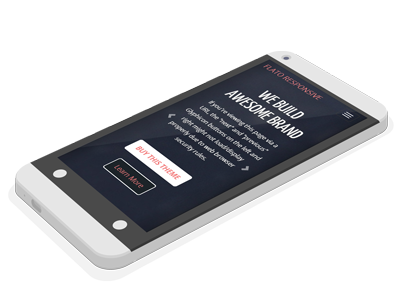 FLATO RESPONSIVE
WE BUILD
AWESOME BRAND
If you're viewing this page via a
URL, the "next" and "previous"
Glyphicon buttons on the left and
right might not load/display
properly due to web browser
security rules.
BUY THIS THEME
Learn More